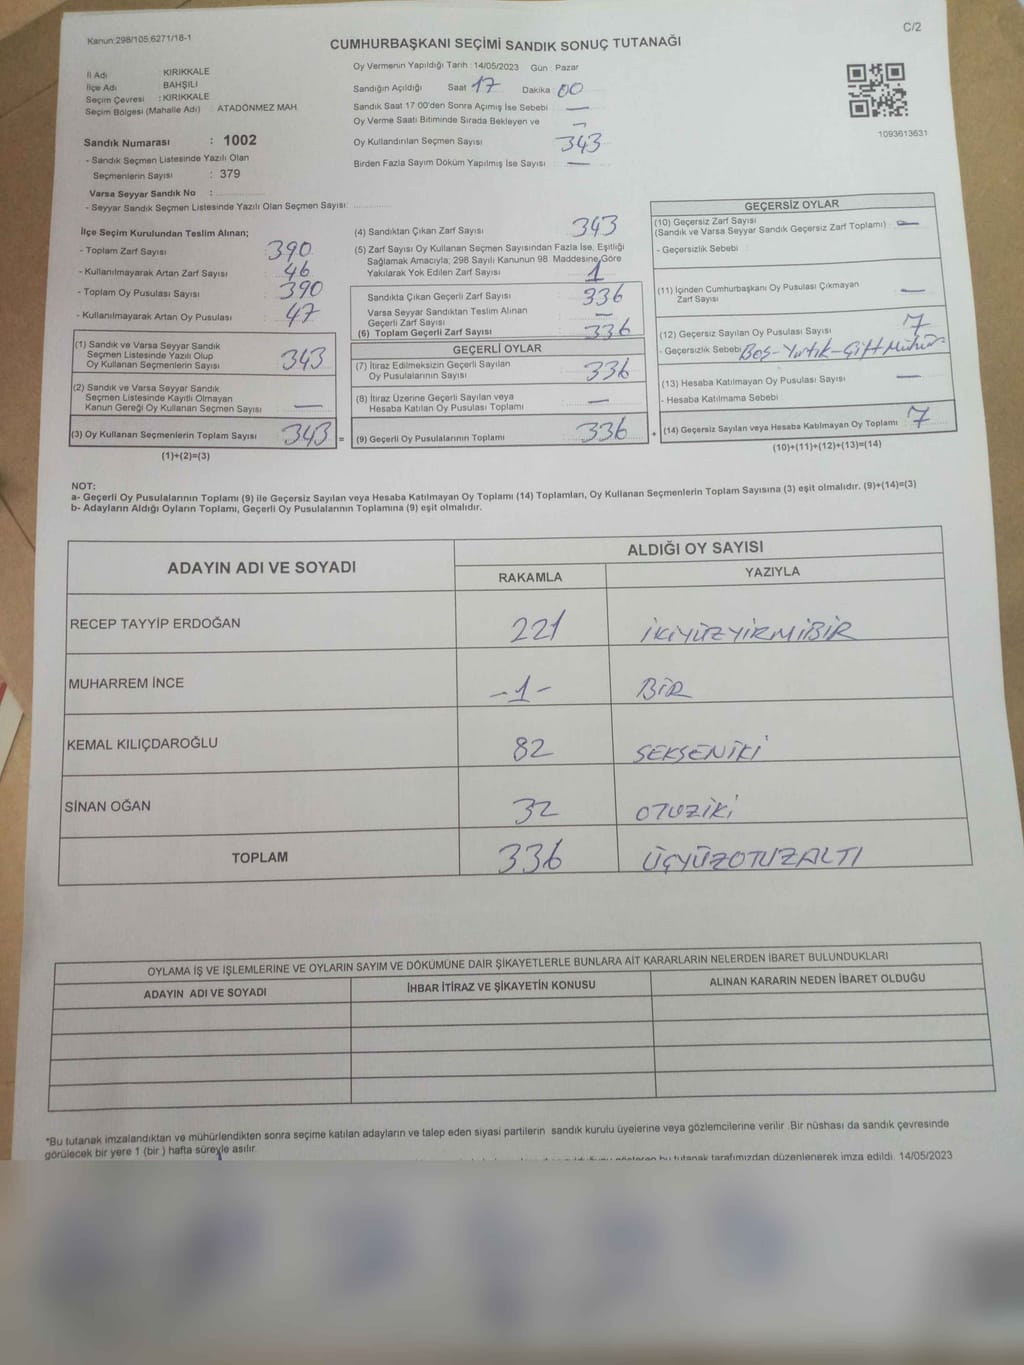 Kanun:298/105,6271/18-1
C/2
CUMHURBAŞKANI SEÇİMİ SANDIK SONUÇ TUTANAĞI
İl Adı KIRIKKALE
İlçe Adı BAHŞILI
Seçim Çevresi : KIRIKKALE
Seçim Bölgesi (Mahalle Adı) : ATADÖNMEZ MAH
Sandık Numarası : 1002
- Sandık Seçmen Listesinde Yazılı Olan
Seçmenlerin Sayısı : 379
Varsa Seyyar Sandık No :
- Seyyar Sandık Seçmen Listesinde Yazılı Olan Seçmen Sayısı:
Oy Vermenin Yapıldığı Tarih : 14/05/2023 Gün : Pazar
Sandığın Açıldığı Saat 17 Dakika 00
Sandık Saat 17:00'den Sonra Açımış İse Sebebi —
Oy Verme Saati Bitiminde Sırada Bekleyen ve
Oy Kullandırılan Seçmen Sayısı 343
Birden Fazla Sayım Döküm Yapılmış İse Sayısı —
1093613631
İlçe Seçim Kurulundan Teslim Alınan;
- Toplam Zarf Sayısı 390
- Kullanılmayarak Artan Zarf Sayısı 46
- Toplam Oy Pusulası Sayısı 390
- Kullanılmayarak Artan Oy Pusulası 47
(1) Sandık ve Varsa Seyyar Sandık
Seçmen Listesinde Yazılı Olup
Oy Kullanan Seçmenlerin Sayısı 343
(2) Sandık ve Varsa Seyyar Sandık
Seçmen Listesinde Kayıtlı Olmayan
Kanun Gereği Oy Kullanan Seçmen Sayısı —
(3) Oy Kullanan Seçmenlerin Toplam Sayısı 343 =
(1)+(2)=(3)
(4) Sandıktan Çıkan Zarf Sayısı 343
(5) Zarf Sayısı Oy Kullanan Seçmen Sayısından Fazla İse, Eşitliği
Sağlamak Amacıyla; 298 Sayılı Kanunun 98. Maddesine Göre
Yakılarak Yok Edilen Zarf Sayısı 1
Sandıkta Çıkan Geçerli Zarf Sayısı 336
Varsa Seyyar Sandıktan Teslim Alınan
Geçerli Zarf Sayısı —
(6) Toplam Geçerli Zarf Sayısı 336
GEÇERLİ OYLAR
(7) İtiraz Edilmeksizin Geçerli Sayılan
Oy Pusulalarının Sayısı 336
(8) İtiraz Üzerine Geçerli Sayılan veya
Hesaba Katılan Oy Pusulası Toplamı —
(9) Geçerli Oy Pusulalarının Toplamı 336 +
GEÇERSİZ OYLAR
(10) Geçersiz Zarf Sayısı
(Sandık ve Varsa Seyyar Sandık Geçersiz Zarf Toplamı) —
- Geçersizlik Sebebi
(11) İçinden Cumhurbaşkanı Oy Pusulası Çıkmayan
Zarf Sayısı —
(12) Geçersiz Sayılan Oy Pusulası Sayısı 7
- Geçersizlik Sebebi Boş-Yırtık-Çift Mühür
(13) Hesaba Katılmayan Oy Pusulası Sayısı —
- Hesaba Katılmama Sebebi
(14) Geçersiz Sayılan veya Hesaba Katılmayan Oy Toplamı 7
(10)+(11)+(12)+(13)=(14)
NOT:
a- Geçerli Oy Pusulalarının Toplamı (9) ile Geçersiz Sayılan veya Hesaba Katılmayan Oy Toplamı (14) Toplamları, Oy Kullanan Seçmenlerin Toplam Sayısına (3) eşit olmalıdır. (9)+(14)=(3)
b- Adayların Aldığı Oyların Toplamı, Geçerli Oy Pusulalarının Toplamına (9) eşit olmalıdır.
ADAYIN ADI VE SOYADI
ALDIĞI OY SAYISI
RAKAMLA YAZIYLA
RECEP TAYYİP ERDOĞAN 221 İKİYÜZYİRMİBİR
MUHARREM İNCE -1- BİR
KEMAL KILIÇDAROĞLU 82 SEKSENİKİ
SİNAN OĞAN 32 OTUZİKİ
TOPLAM 336 ÜÇYÜZOTUZALTI
OYLAMA İŞ VE İŞLEMLERİNE VE OYLARIN SAYIM VE DÖKÜMÜNE DAİR ŞİKAYETLERLE BUNLARA AİT KARARLARIN NELERDEN İBARET BULUNDUKLARI
ADAYIN ADI VE SOYADI İHBAR İTİRAZ VE ŞİKAYETİN KONUSU ALINAN KARARIN NEDEN İBARET OLDUĞU
*Bu tutanak imzalandıktan ve mühürlendikten sonra seçime katılan adayların ve talep eden siyasi partilerin sandık kurulu üyelerine veya gözlemcilerine verilir .Bir nüshası da sandık çevresinde
görülecek bir yere 1 (bir ) hafta süreyle asılır.
bu tutanak tarafımızdan düzenlenerek imza edildi. 14/05/2023